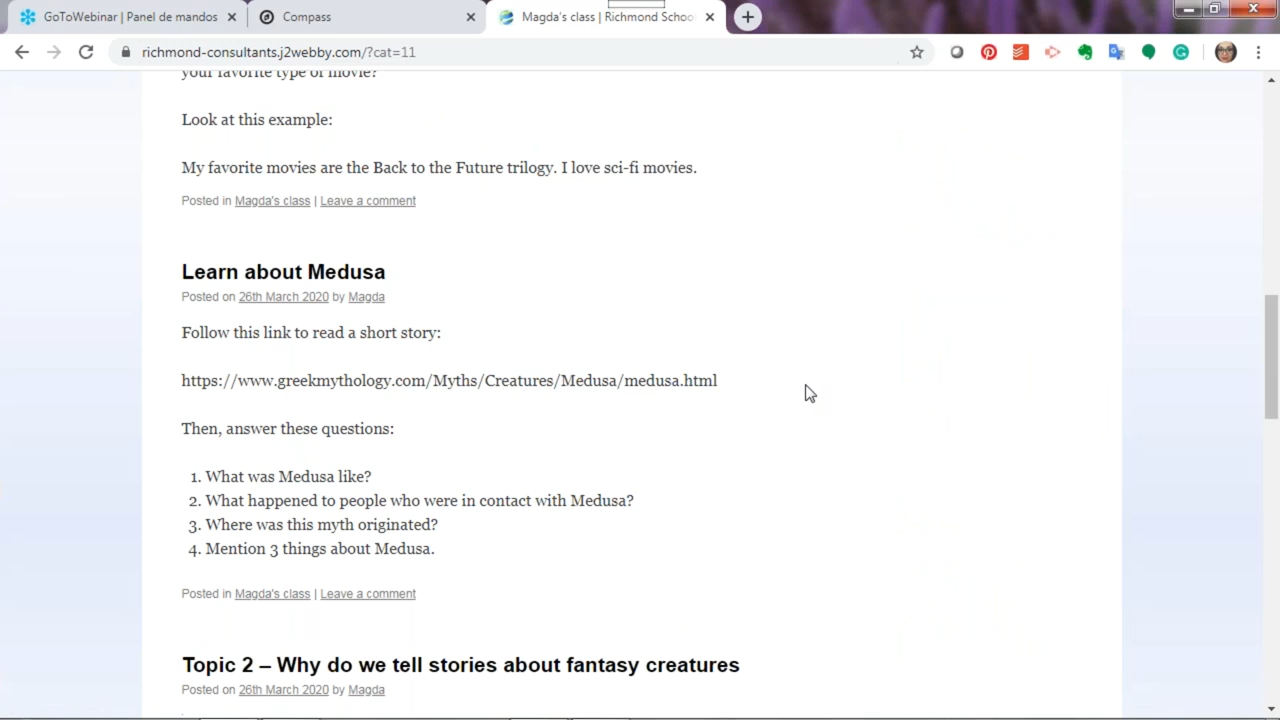 GoToWebinar | Panel de mandos
Compass
Magda's class | Richmond Schoo
richmond-consultants.j2webby.com/?cat=11
your favorite type of movie?
Look at this example:
My favorite movies are the Back to the Future trilogy. I love sci-fi movies.
Posted in Magda's class | Leave a comment
Learn about Medusa
Posted on 26th March 2020 by Magda
Follow this link to read a short story:
https://www.greekmythology.com/Myths/Creatures/Medusa/medusa.html
Then, answer these questions:
1. What was Medusa like?
2. What happened to people who were in contact with Medusa?
3. Where was this myth originated?
4. Mention 3 things about Medusa.
Posted in Magda's class | Leave a comment
Topic 2 – Why do we tell stories about fantasy creatures
Posted on 26th March 2020 by Magda